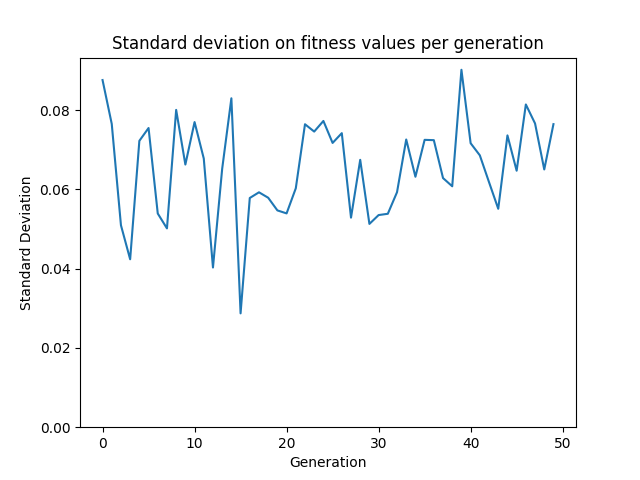 Standard deviation on fitness values per generation
Standard Deviation
0.08
0.06
0.04
0.02
0.00
0 10 20 30 40 50
Generation